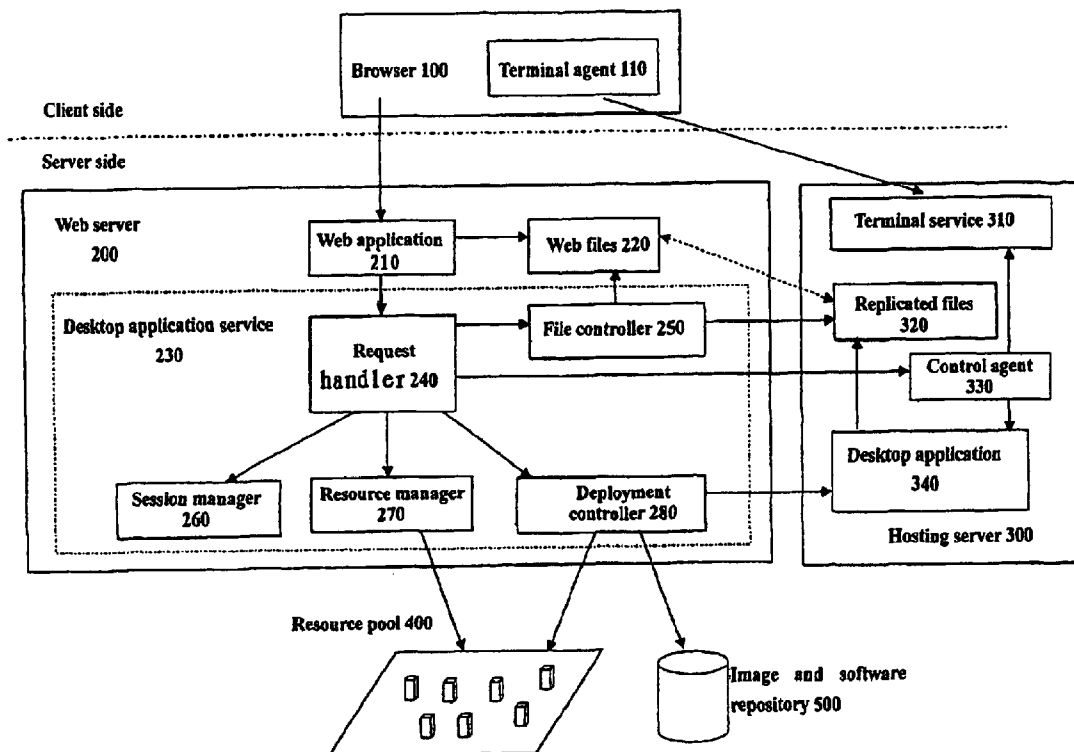 Browser 100
Terminal agent 110
Client side
Server side
Web server
200
Web application
210
Web files 220
Terminal service 310
Desktop application service
230
Request
handler 240
File controller 250
Replicated files
320
Control agent
330
Session manager
260
Resource manager
270
Deployment
controller 280
Desktop application
340
Hosting server 300
Resource pool 400
Image and software
repository 500